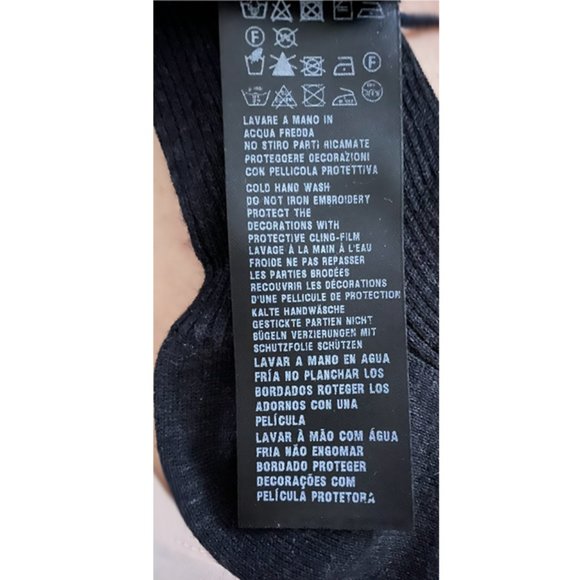 F
F
LAVARE A MANO IN
ACQUA FREDDA
NO STIRO PARTI RICAMATE
PROTEGGERE DECORAZIONI
CON PELLICOLA PROTETTIVA
COLD HAND WASH
DO NOT IRON EMBROIDERY
PROTECT THE
DECORATIONS WITH
PROTECTIVE CLING-FILM
LAVAGE À LA MAIN À L'EAU
FROIDE NE PAS REPASSER
LES PARTIES BRODÉES
RECOUVRIR LES DÉCORATIONS
D'UNE PELLICULE DE PROTECTION
KALTE HANDWÄSCHE
GESTICKTE PARTIEN NICHT
BÜGELN VERZIERUNGEN MIT
SCHUTZFOLIE SCHÜTZEN
LAVAR A MANO EN AGUA
FRÍA NO PLANCHAR LOS
BORDADOS ROTEGER LOS
ADORNOS CON UNA
PELÍCULA
LAVAR À MÃO COM ÁGUA
FRIA NÃO ENGOMAR
BORDADO PROTEGER
DECORAÇÕES COM
PELÍCULA PROTETORA